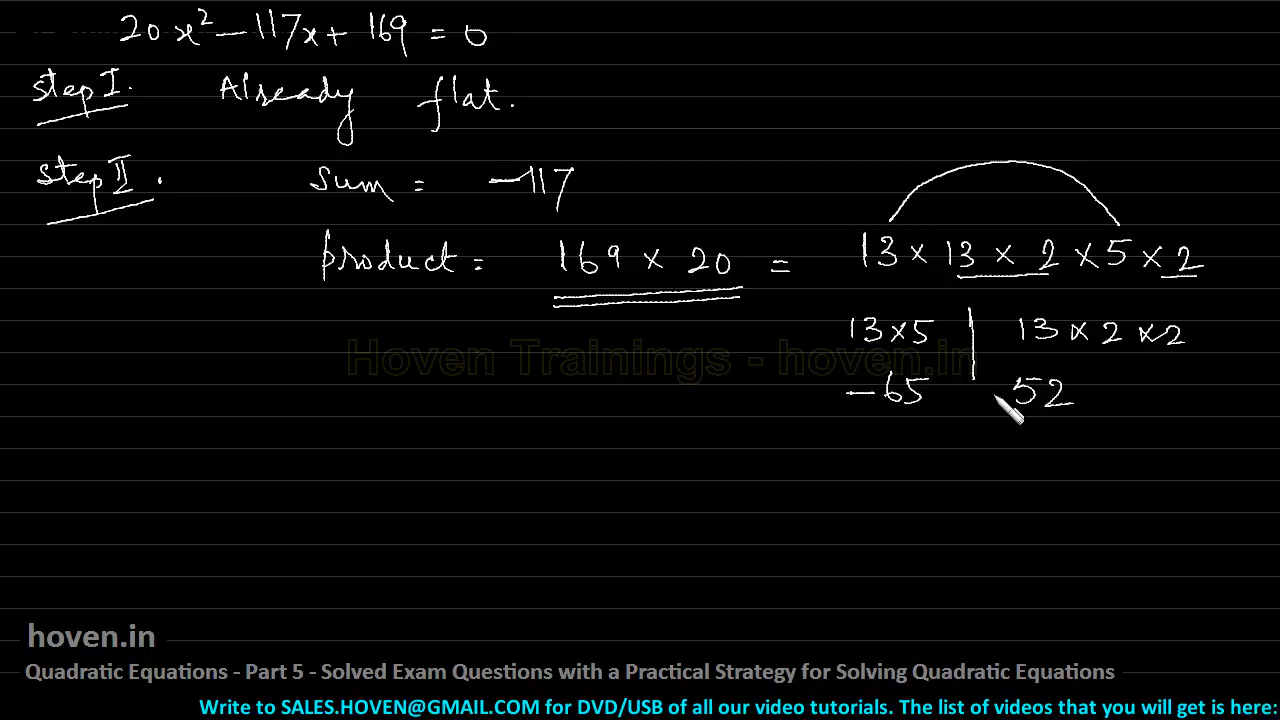 20x² - 117x + 169 = 0
step I. Already flat.
step II. sum = -117
product = 169 × 20 = 13 × 13 × 2 × 5 × 2
13×5 | 13 × 2 × 2
Hoven Trainings - hoven.in
-65 52
hoven.in
Quadratic Equations - Part 5 - Solved Exam Questions with a Practical Strategy for Solving Quadratic Equations
Write to SALES.HOVEN@GMAIL.COM for DVD/USB of all our video tutorials. The list of videos that you will get is here: